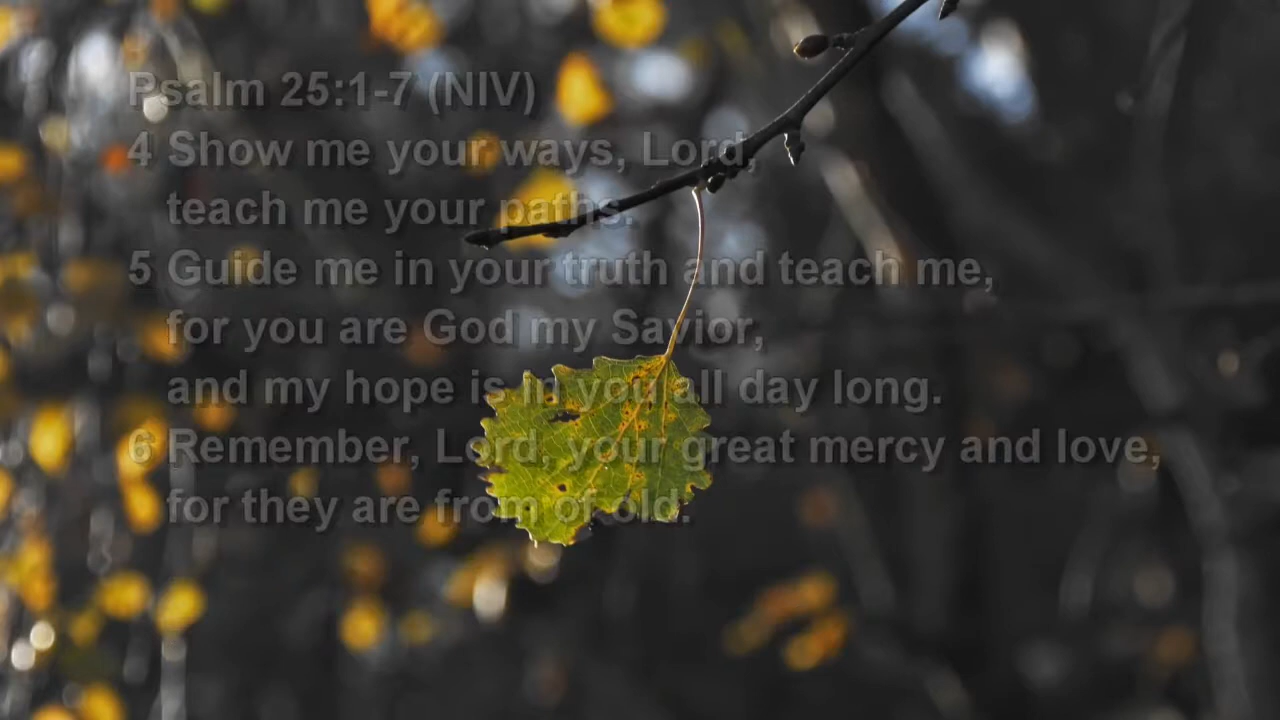 Psalm 25:1-7 (NIV)
4 Show me your ways, Lord
teach me your paths.
5 Guide me in your truth and teach me,
for you are God my Savior,
and my hope is in you all day long.
6 Remember, Lord, your great mercy and love,
for they are from of old.